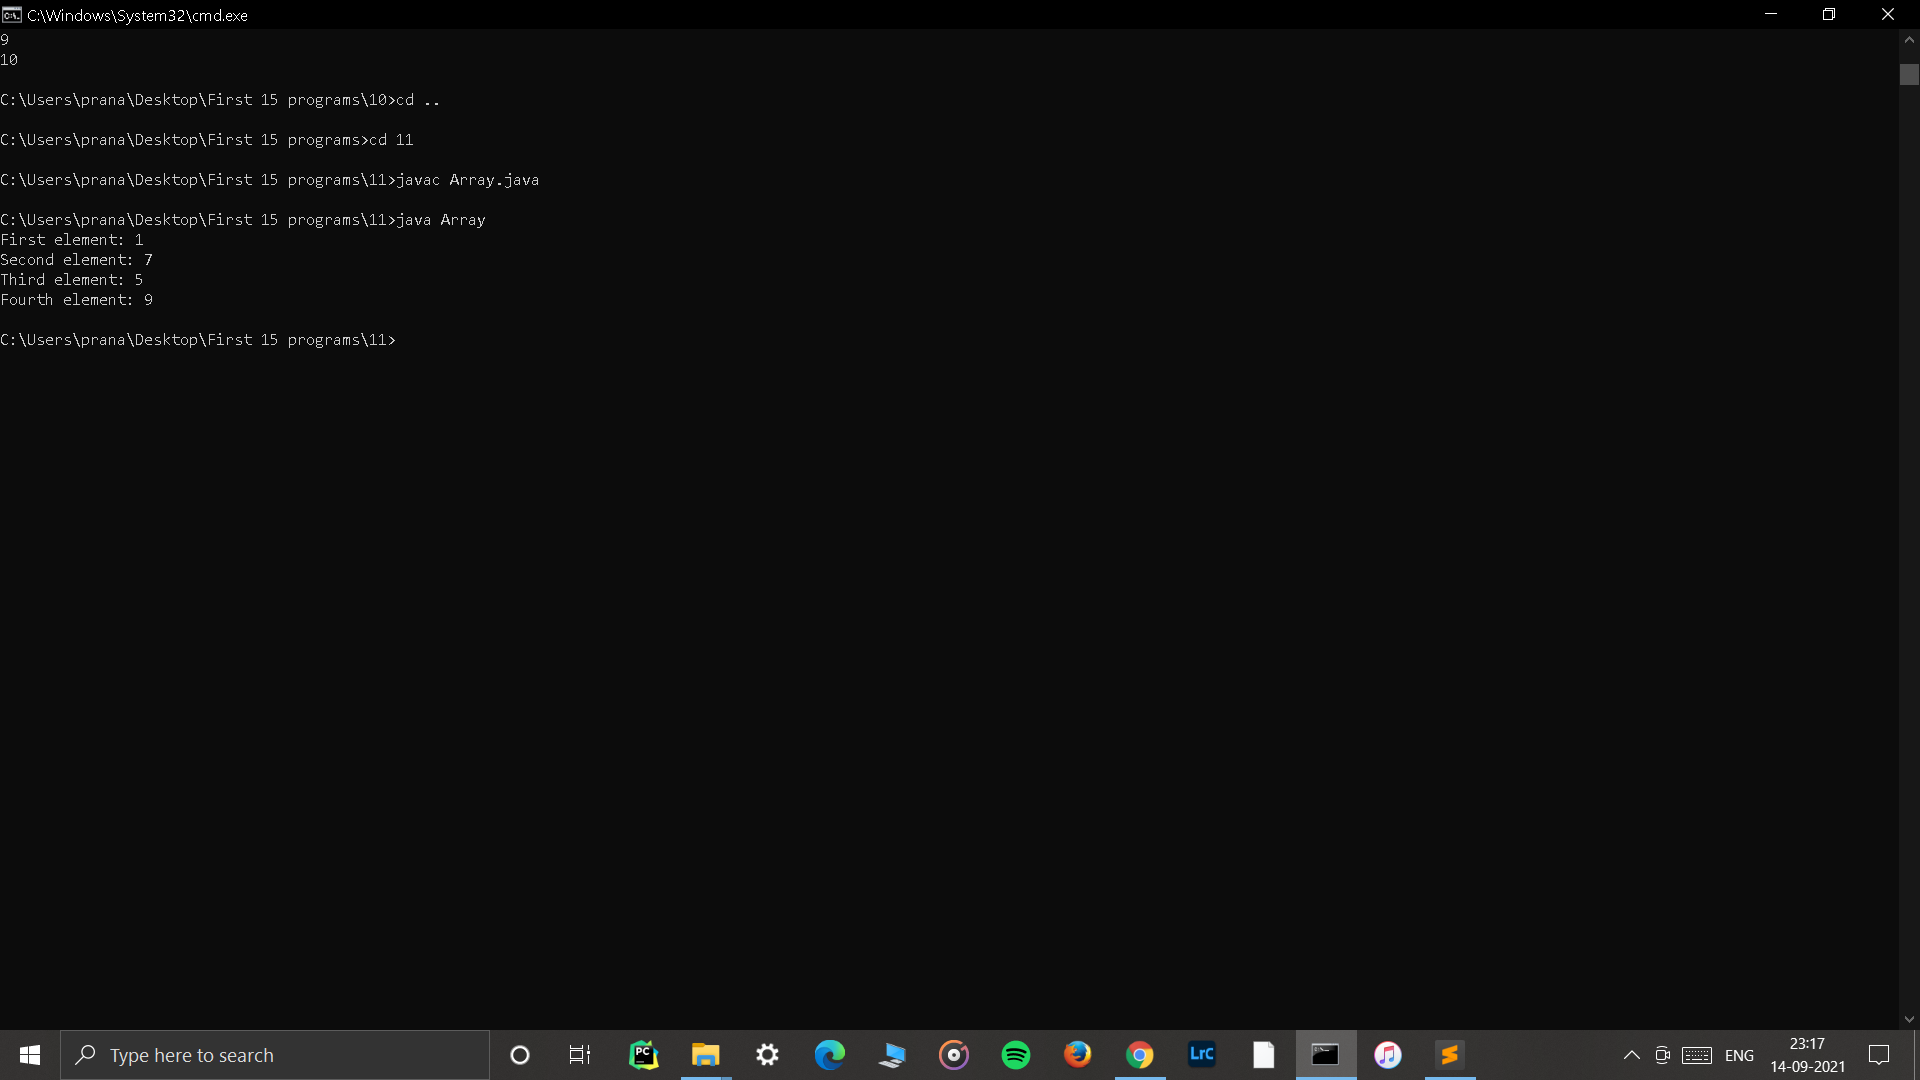 C:\Windows\System32\cmd.exe
9
10
C:\Users\prana\Desktop\First 15 programs\10>cd ..
C:\Users\prana\Desktop\First 15 programs>cd 11
C:\Users\prana\Desktop\First 15 programs\11>javac Array.java
C:\Users\prana\Desktop\First 15 programs\11>java Array
First element: 1
Second element: 7
Third element: 5
Fourth element: 9
C:\Users\prana\Desktop\First 15 programs\11>
Type here to search
PC
LrC
ENG
23:17
14-09-2021